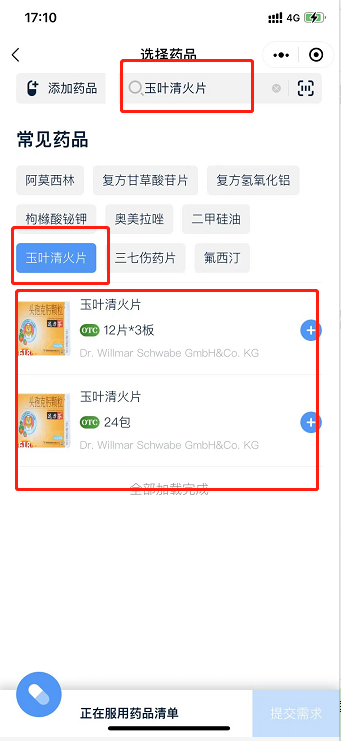 17:10
4G
选择药品
添加药品
玉叶清火片
常见药品
阿莫西林
复方甘草酸苷片
复方氢氧化铝
枸橼酸铋钾
奥美拉唑
二甲硅油
玉叶清火片
三七伤药片
氟西汀
头孢克肟颗粒
玉叶清火片
OTC 12片*3板
Dr. Willmar Schwabe GmbH&Co. KG
头孢克肟颗粒
玉叶清火片
OTC 24包
Dr. Willmar Schwabe GmbH&Co. KG
全部加载完成
正在服用药品清单
提交需求